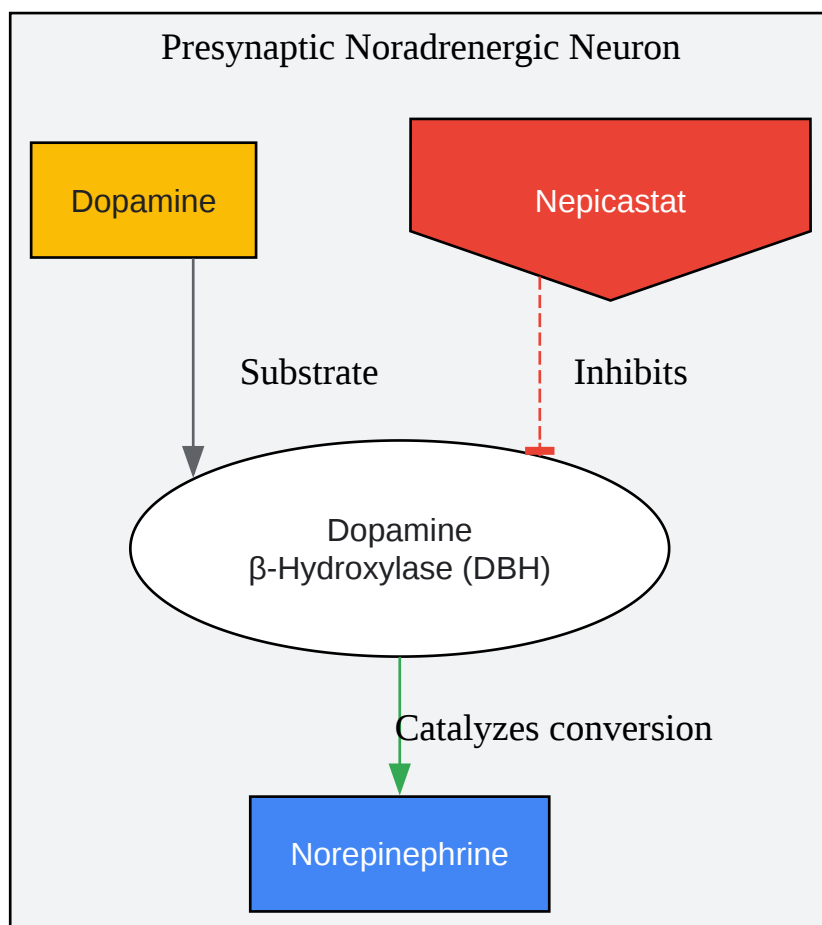 Presynaptic Noradrenergic Neuron
Dopamine
Nepicastat
Substrate
Inhibits
Dopamine
β-Hydroxylase (DBH)
Catalyzes conversion
Norepinephrine